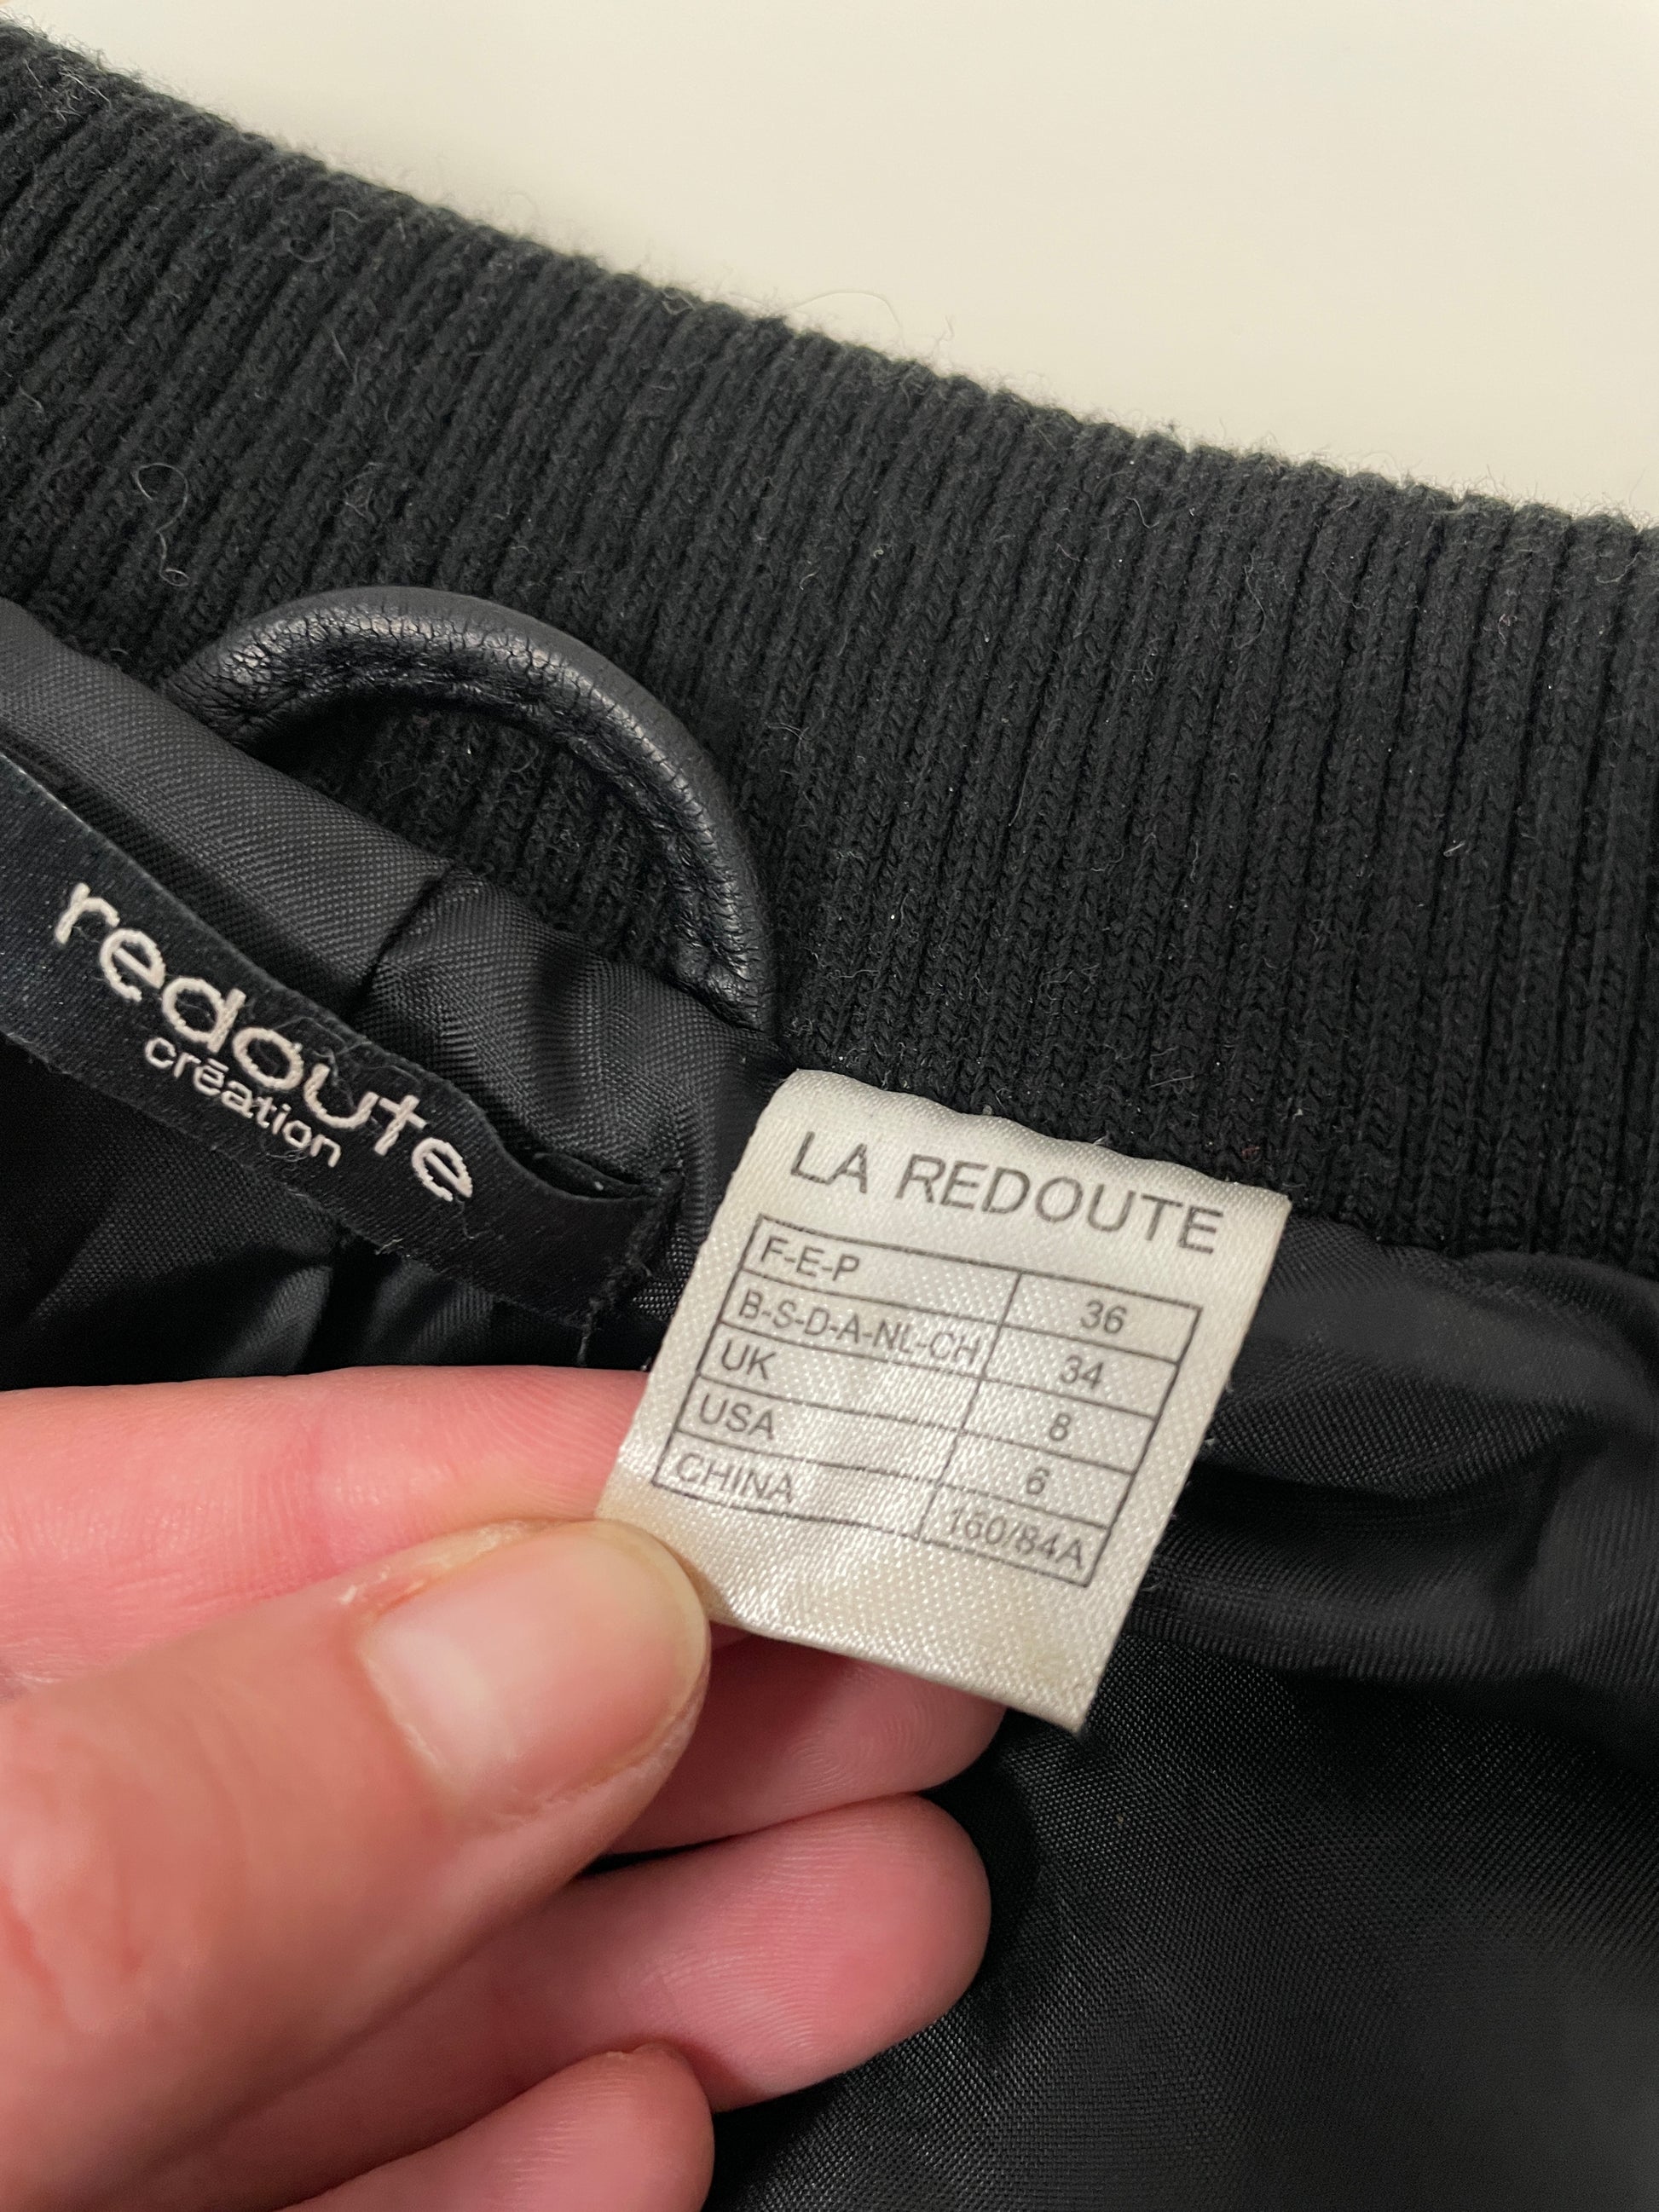 redoute
création
LA REDOUTE
F-E-P 36
B-S-D-A-NL-CH 34
UK 8
USA 6
CHINA 160/84A